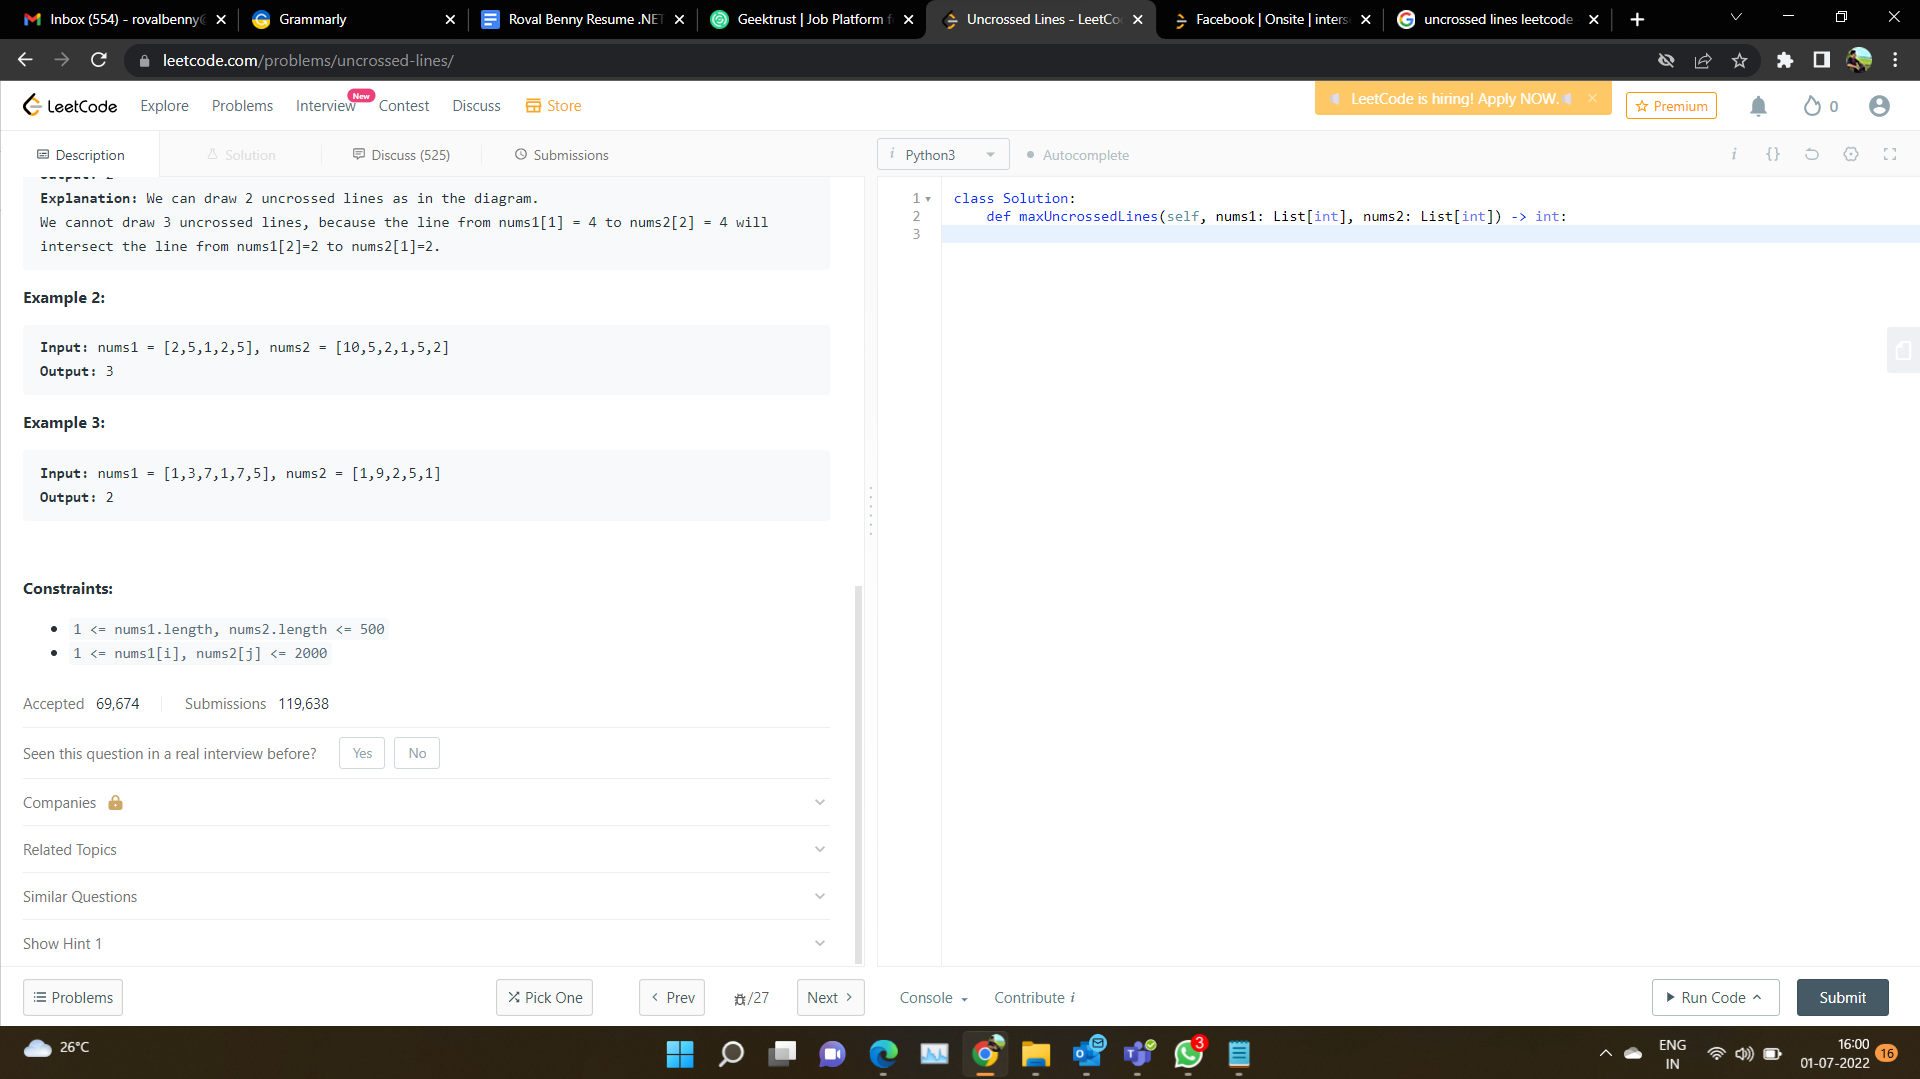 Inbox (554) - rovalbenny@
Grammarly
Roval Benny Resume .NET
Geektrust | Job Platform f
Uncrossed Lines - LeetCo
Facebook | Onsite | inters
uncrossed lines leetcode
leetcode.com/problems/uncrossed-lines/
LeetCode
Explore
Problems
Interview
New
Contest
Discuss
Store
LeetCode is hiring! Apply NOW.
Premium
0
Description
Solution
Discuss (525)
Submissions
i Python3
Autocomplete
Output: 2
Explanation: We can draw 2 uncrossed lines as in the diagram.
We cannot draw 3 uncrossed lines, because the line from nums1[1] = 4 to nums2[2] = 4 will
intersect the line from nums1[2]=2 to nums2[1]=2.
Example 2:
Input: nums1 = [2,5,1,2,5], nums2 = [10,5,2,1,5,2]
Output: 3
Example 3:
Input: nums1 = [1,3,7,1,7,5], nums2 = [1,9,2,5,1]
Output: 2
Constraints:
1 <= nums1.length, nums2.length <= 500
1 <= nums1[i], nums2[j] <= 2000
Accepted 69,674
Submissions 119,638
Seen this question in a real interview before?
Yes
No
Companies
Related Topics
Similar Questions
Show Hint 1
1 class Solution:
2 def maxUncrossedLines(self, nums1: List[int], nums2: List[int]) -> int:
3
Problems
Pick One
Prev
/27
Next
Console
Contribute i
Run Code
Submit
26°C
3
ENG
IN
16:00
01-07-2022
16